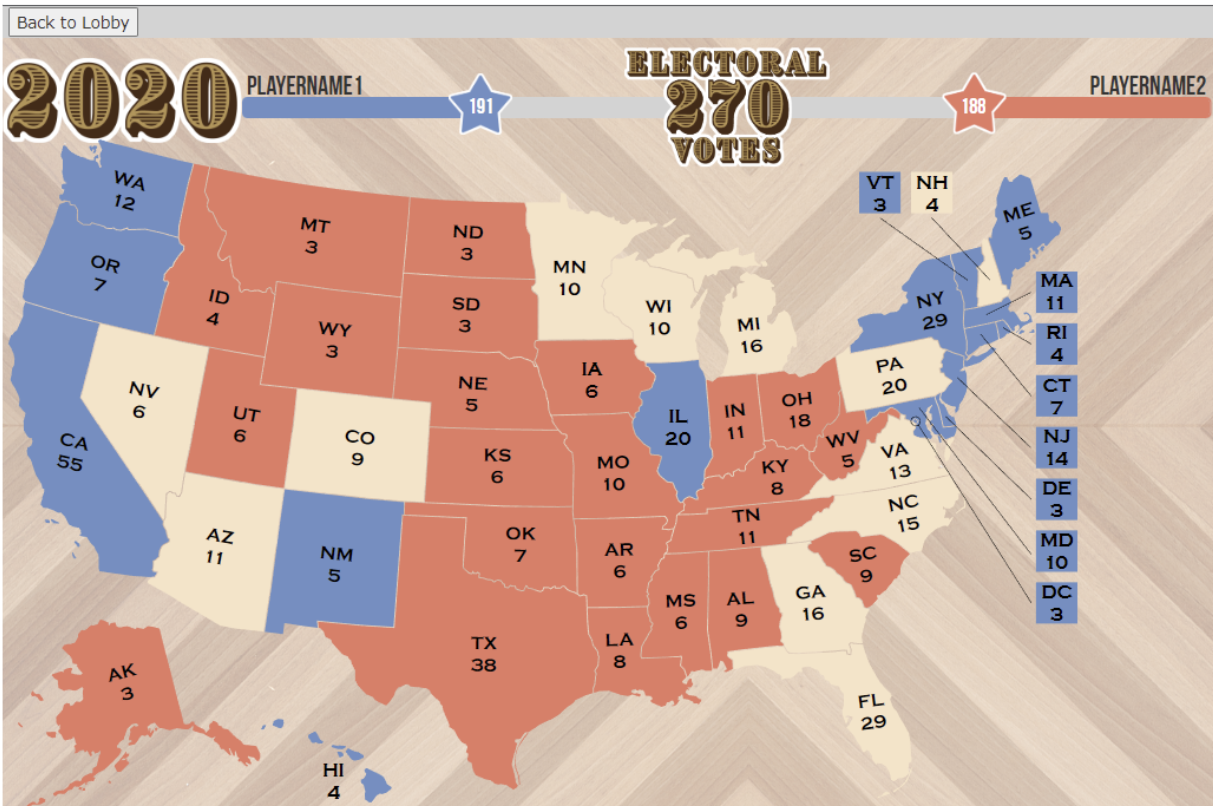 Back to Lobby
2020
PLAYERNAME1
191
ELECTORAL
270
VOTES
188
PLAYERNAME2
WA
12
OR
7
CA
55
NV
6
ID
4
MT
3
WY
3
UT
6
CO
9
AZ
11
NM
5
ND
3
SD
3
NE
5
KS
6
OK
7
TX
38
MN
10
IA
6
MO
10
AR
6
LA
8
WI
10
IL
20
MI
16
IN
11
OH
18
KY
8
TN
11
MS
6
AL
9
GA
16
FL
29
SC
9
NC
15
VA
13
WV
5
PA
20
NY
29
VT
3
NH
4
ME
5
MA
11
RI
4
CT
7
NJ
14
DE
3
MD
10
DC
3
AK
3
HI
4